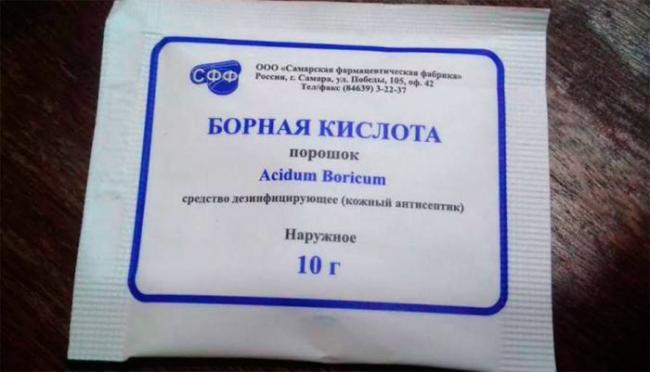 СФФ
ООО «Самарская фармацевтическая фабрика»
Россия, г. Самара, ул. Победы, 105, оф. 42
Тел/факс (84639) 3-22-37
БОРНАЯ КИСЛОТА
порошок
Acidum Boricum
средство дезинфицирующее (кожный антисептик)
Наружное
10 г